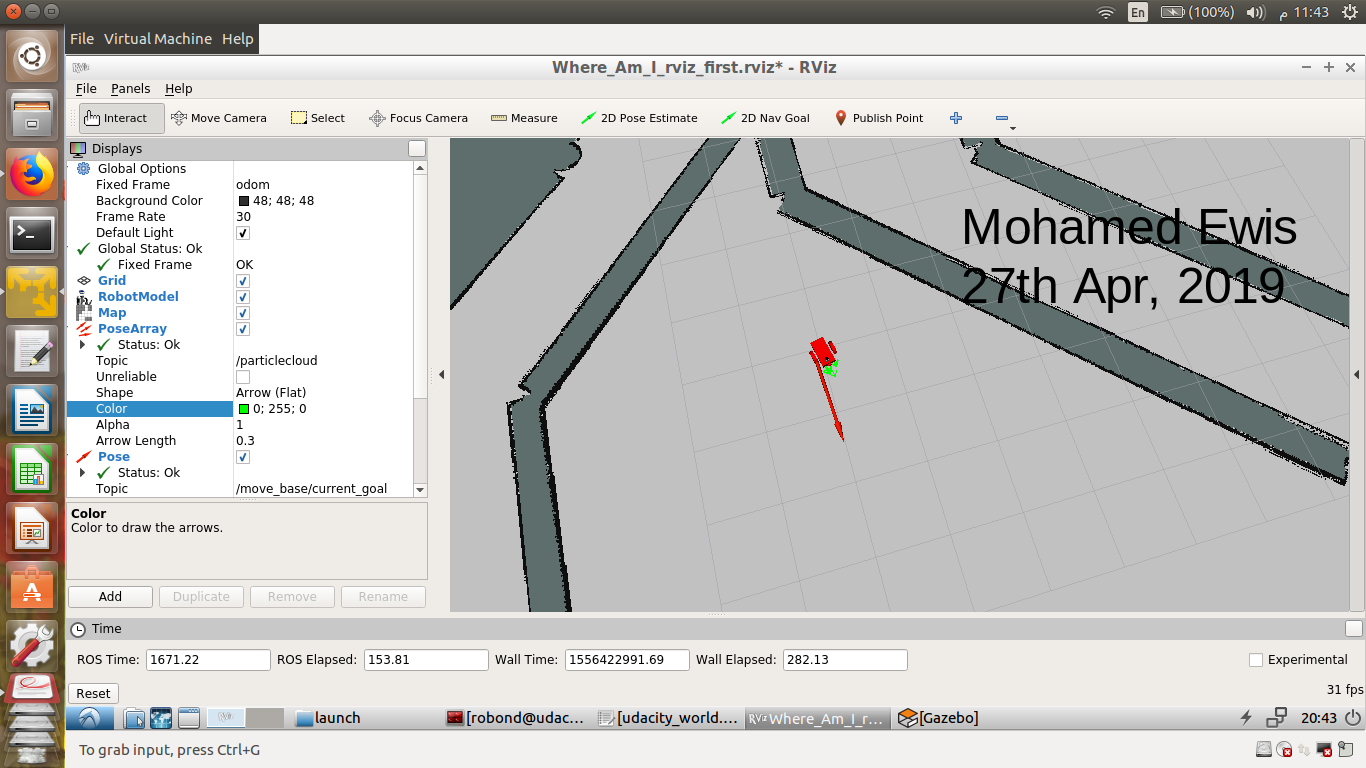 En
(100%)
م 11:43
File Virtual Machine Help
RViz
Where_Am_I_rviz_first.rviz* - RViz
File Panels Help
Interact Move Camera Select Focus Camera Measure 2D Pose Estimate 2D Nav Goal Publish Point
Displays
Global Options
Fixed Frame odom
Background Color 48; 48; 48
Frame Rate 30
Default Light
Global Status: Ok
Fixed Frame OK
Grid
RobotModel
Map
PoseArray
Status: Ok
Topic /particlecloud
Unreliable
Shape Arrow (Flat)
Color 0; 255; 0
Alpha 1
Arrow Length 0.3
Pose
Status: Ok
Topic /move_base/current_goal
Color
Color to draw the arrows.
Add Duplicate Remove Rename
Mohamed Ewis
27th Apr, 2019
Time
ROS Time: 1671.22 ROS Elapsed: 153.81 Wall Time: 1556422991.69 Wall Elapsed: 282.13 Experimental
Reset 31 fps
launch [robond@udac... [udacity_world.... RViz Where_Am_I_r... [Gazebo] 20:43
To grab input, press Ctrl+G